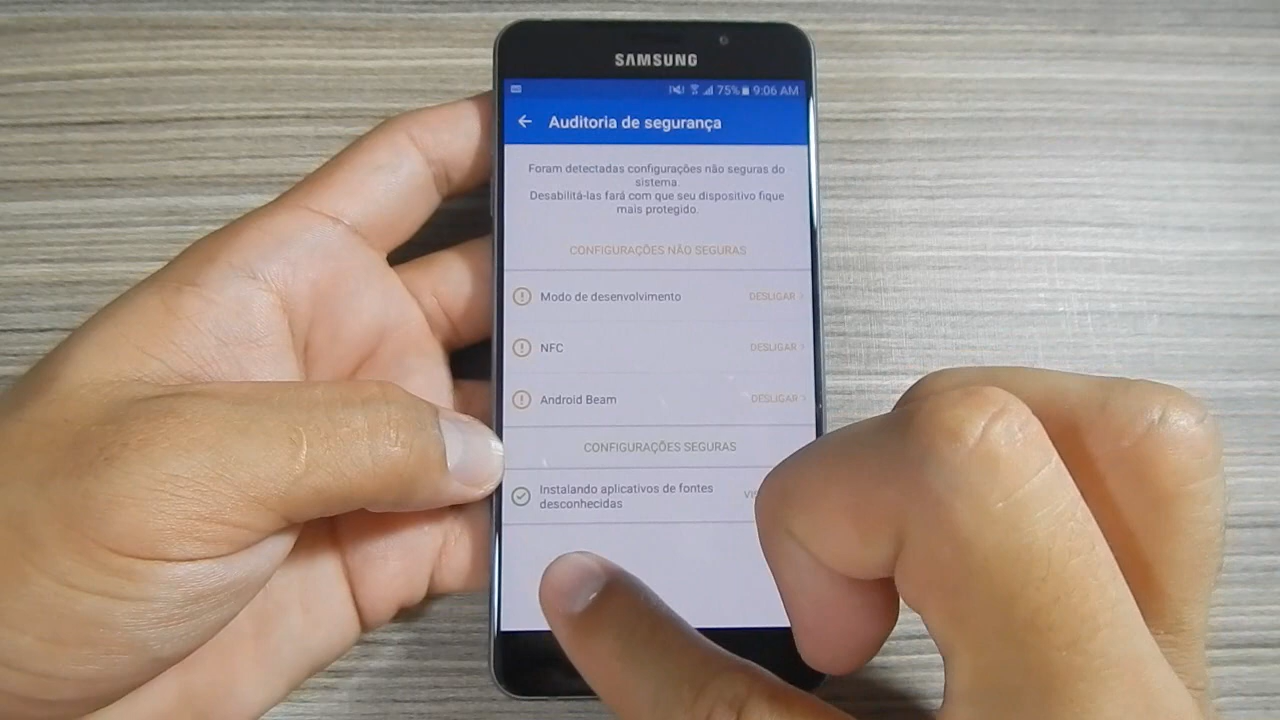 SAMSUNG
75% 9:06 AM
Auditoria de segurança
Foram detectadas configurações não seguras do
sistema.
Desabilitá-las fará com que seu dispositivo fique
mais protegido.
CONFIGURAÇÕES NÃO SEGURAS
Modo de desenvolvimento DESLIGAR >
NFC DESLIGAR >
Android Beam DESLIGAR >
CONFIGURAÇÕES SEGURAS
Instalando aplicativos de fontes
desconhecidas